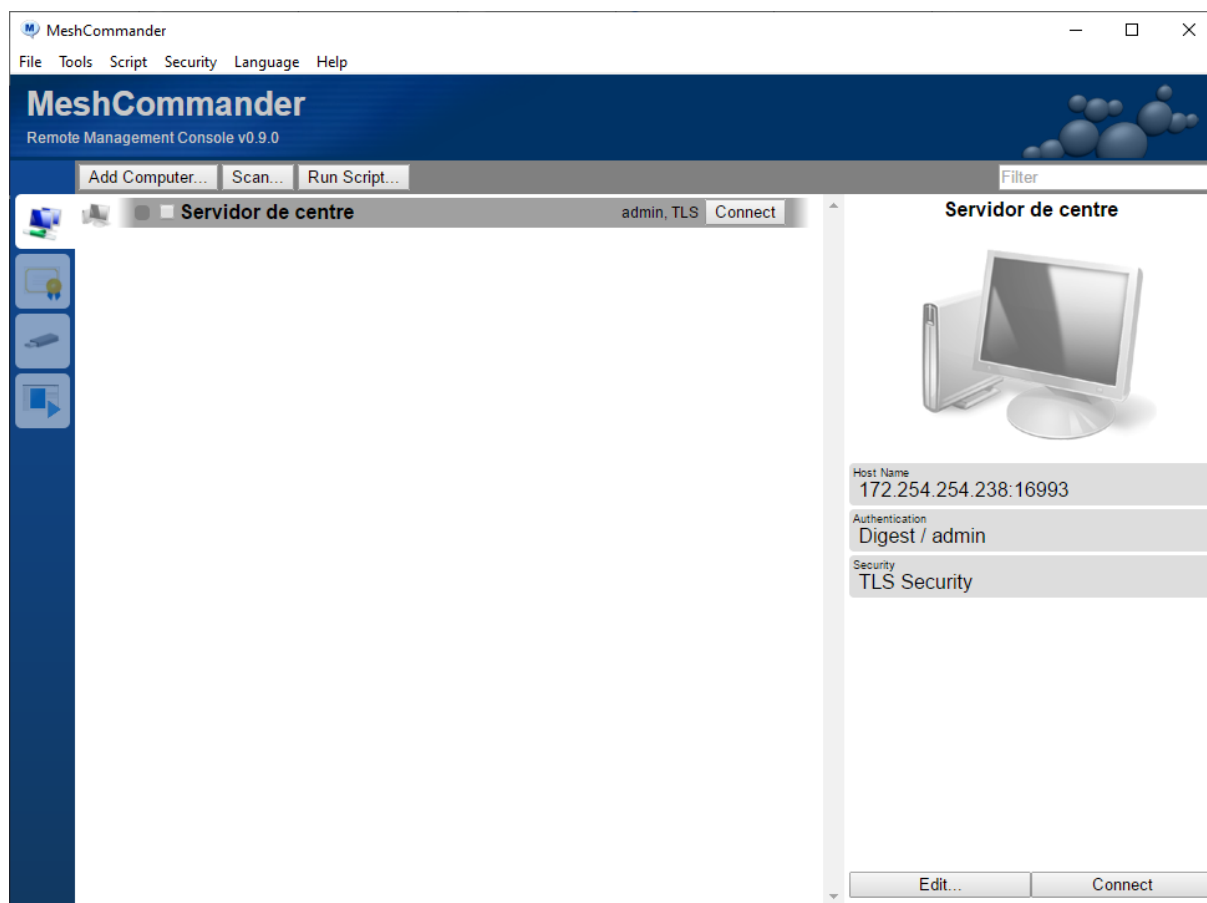 MeshCommander
File Tools Script Security Language Help
MeshCommander
Remote Management Console v0.9.0
Add Computer... Scan... Run Script... Filter
Servidor de centre admin, TLS Connect
Servidor de centre
Host Name
172.254.254.238:16993
Authentication
Digest / admin
Security
TLS Security
Edit... Connect